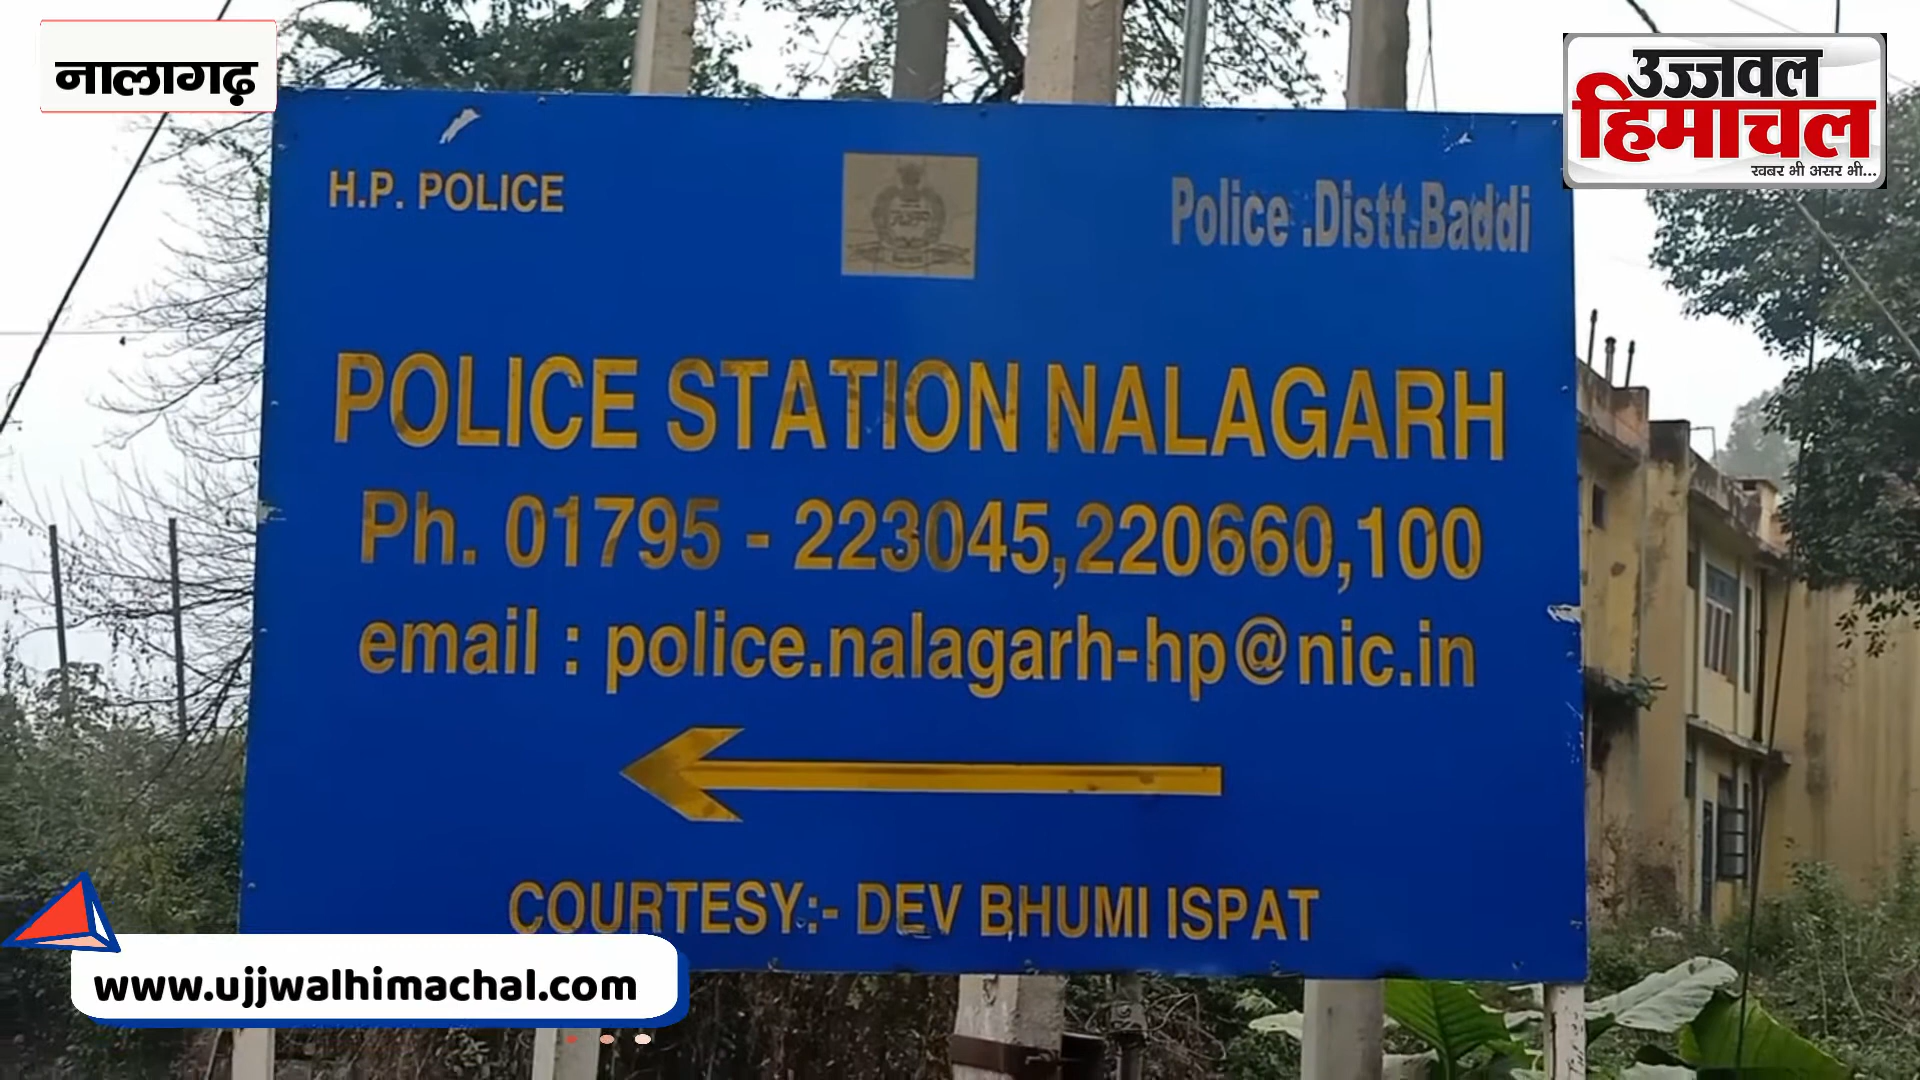 नालागढ़
उज्जवल
हिमाचल
खबर भी असर भी...
H.P. POLICE
Police .Distt.Baddi
POLICE STATION NALAGARH
Ph. 01795 - 223045,220660,100
email : police.nalagarh-hp@nic.in
COURTESY:- DEV BHUMI ISPAT
www.ujjwalhimachal.com